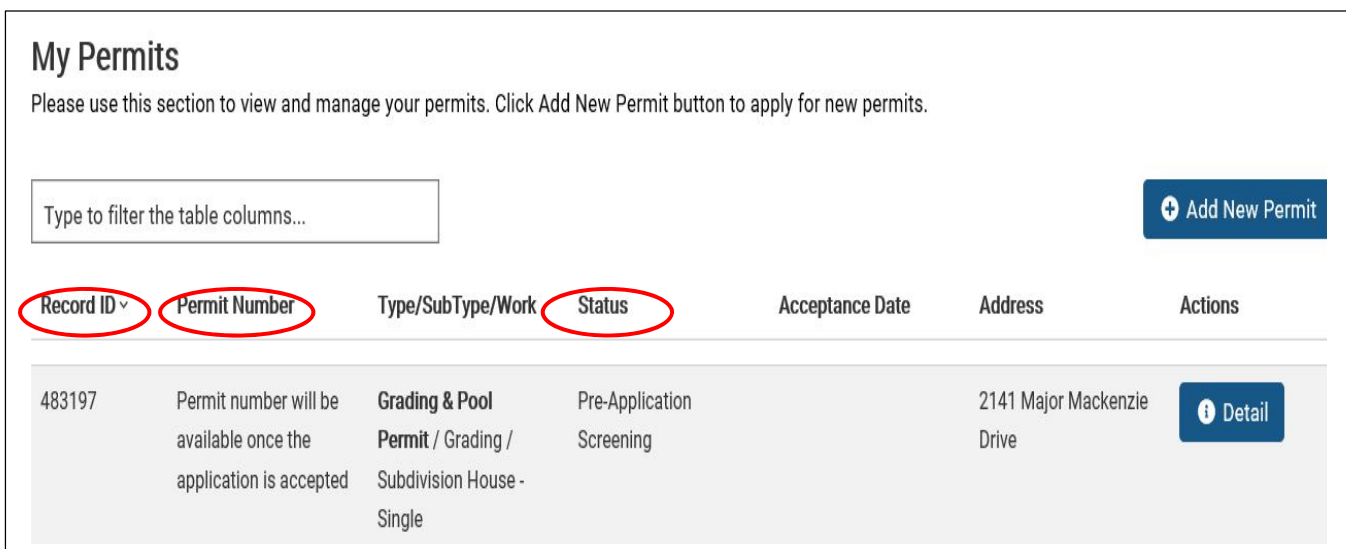 My Permits
Please use this section to view and manage your permits. Click Add New Permit button to apply for new permits.
Type to filter the table columns...
Add New Permit
Record ID Permit Number Type/SubType/Work Status Acceptance Date Address Actions
483197 Permit number will be Grading & Pool Pre-Application 2141 Major Mackenzie Detail
available once the Permit / Grading / Screening Drive
application is accepted Subdivision House -
Single